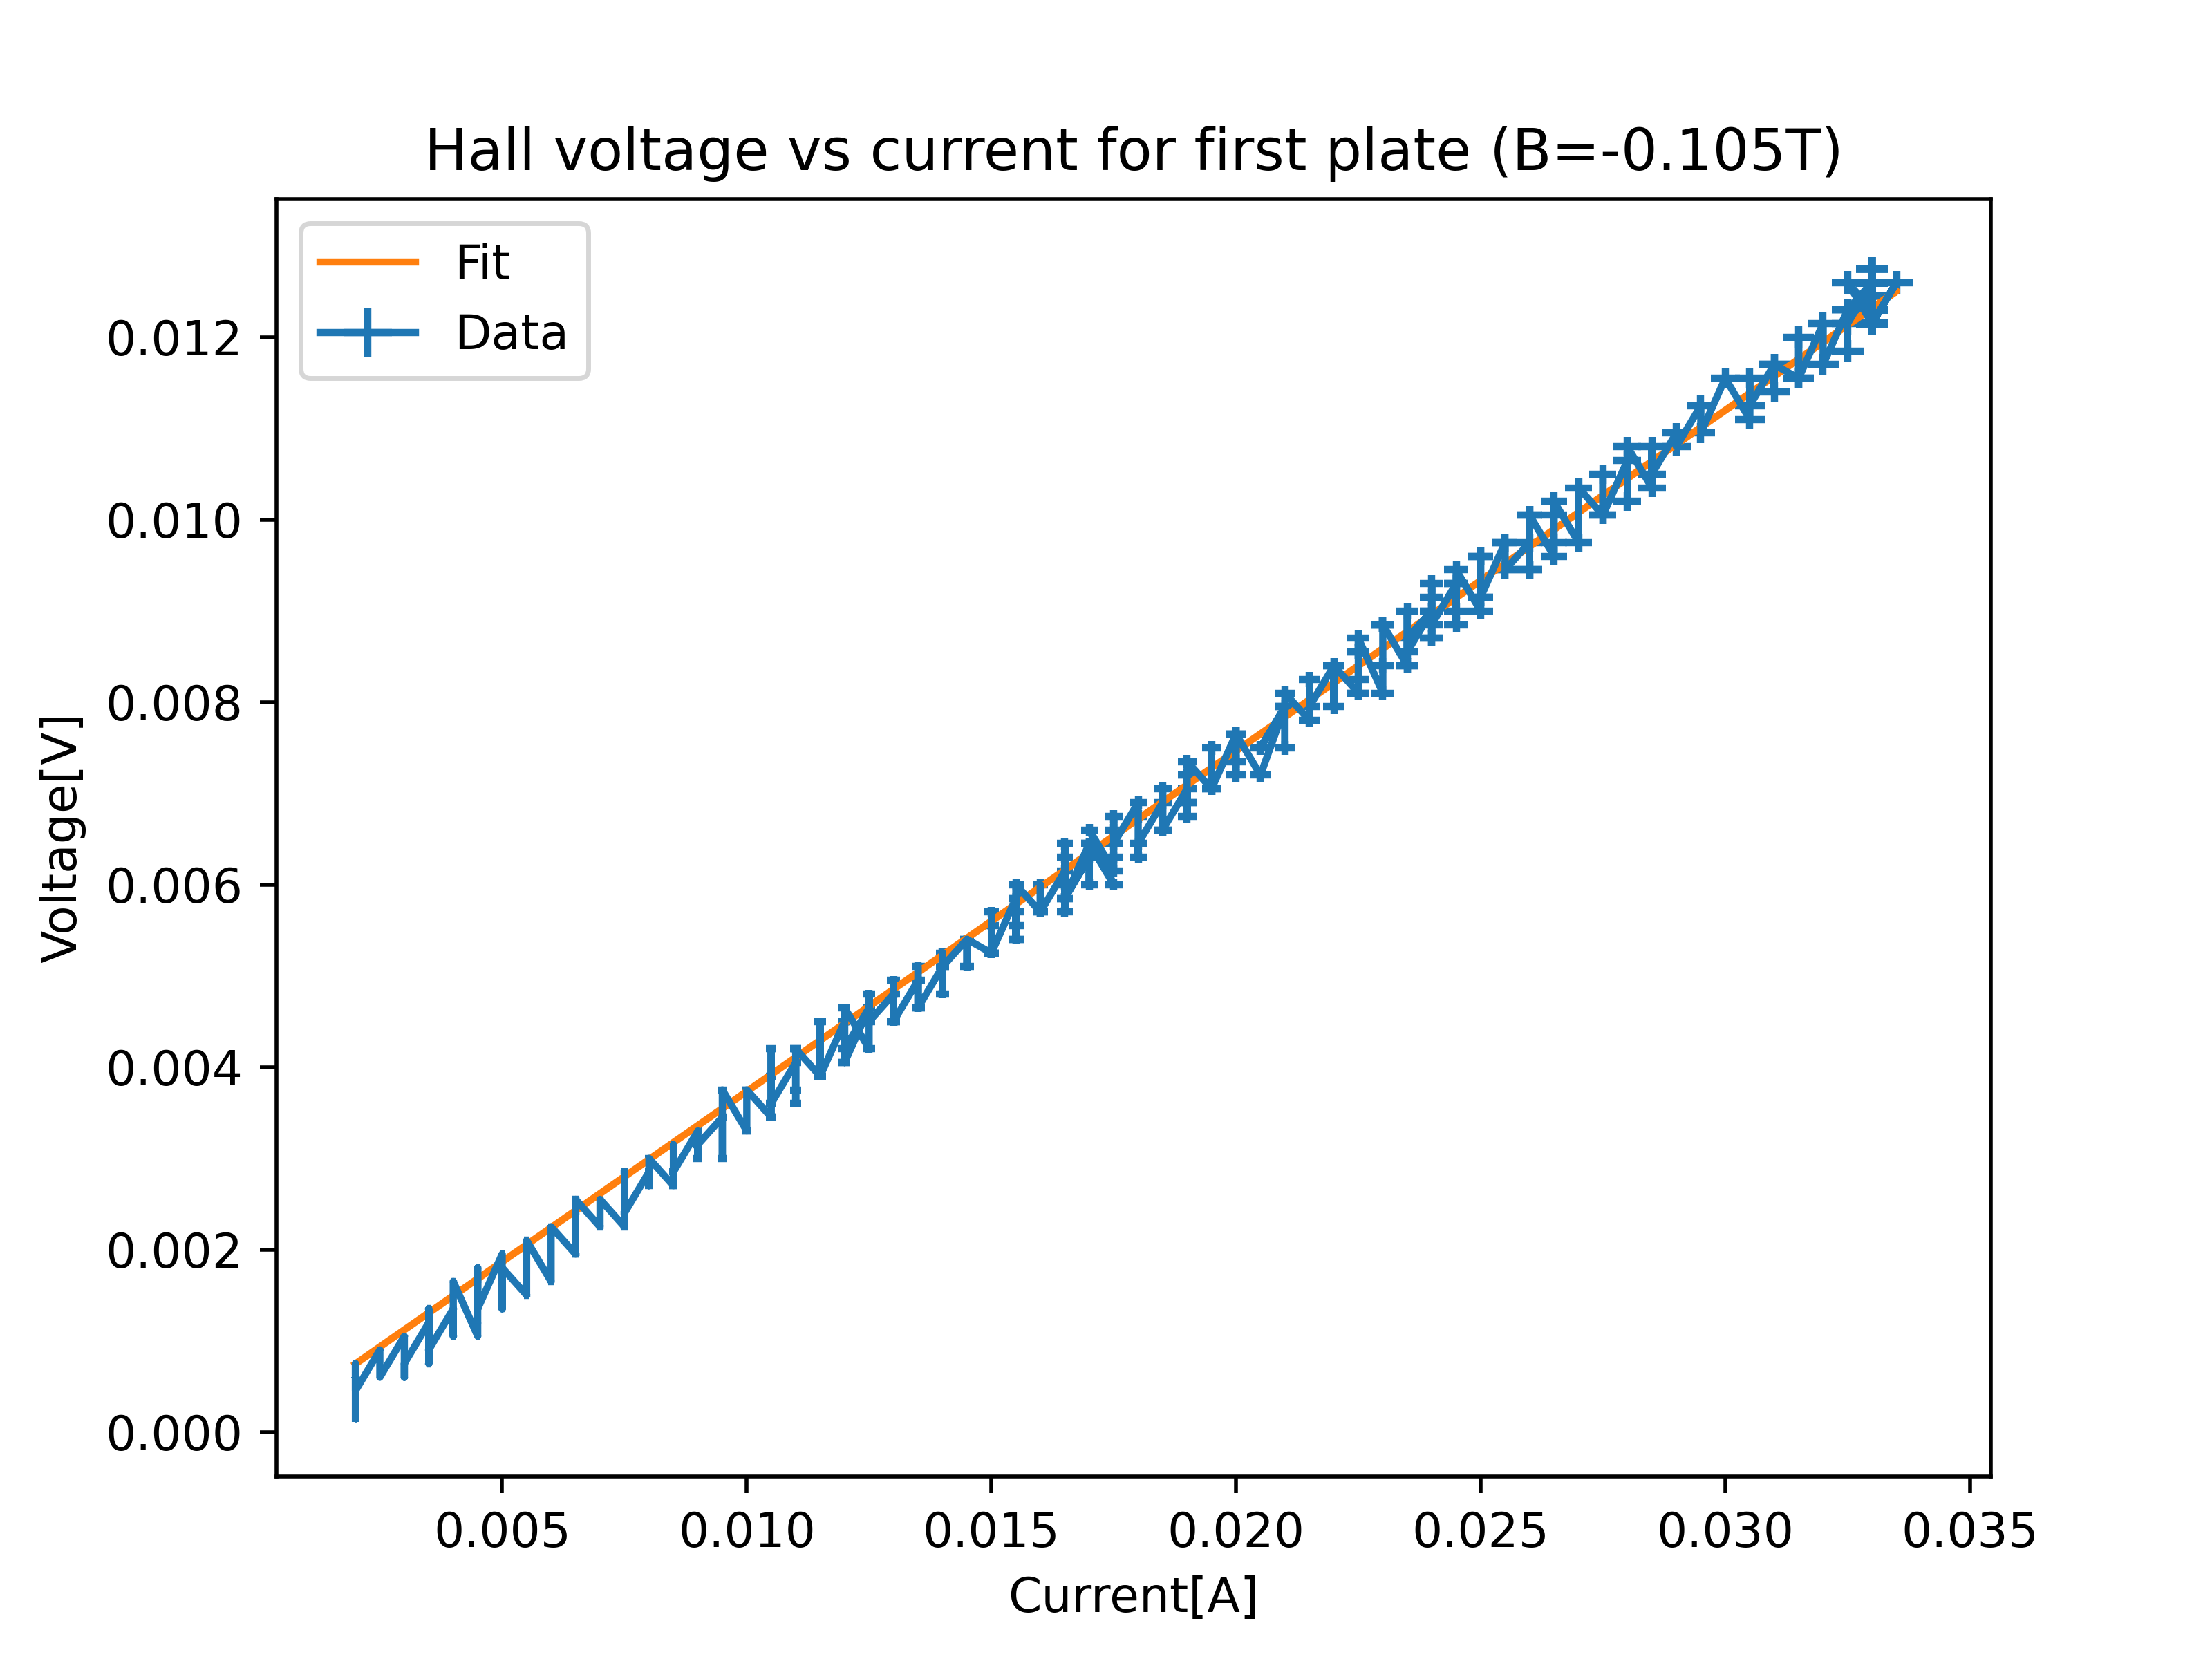 Hall voltage vs current for first plate (B=-0.105T)
Fit
Data
0.012
0.010
0.008
0.006
0.004
0.002
0.000
Voltage[V]
0.005 0.010 0.015 0.020 0.025 0.030 0.035
Current[A]